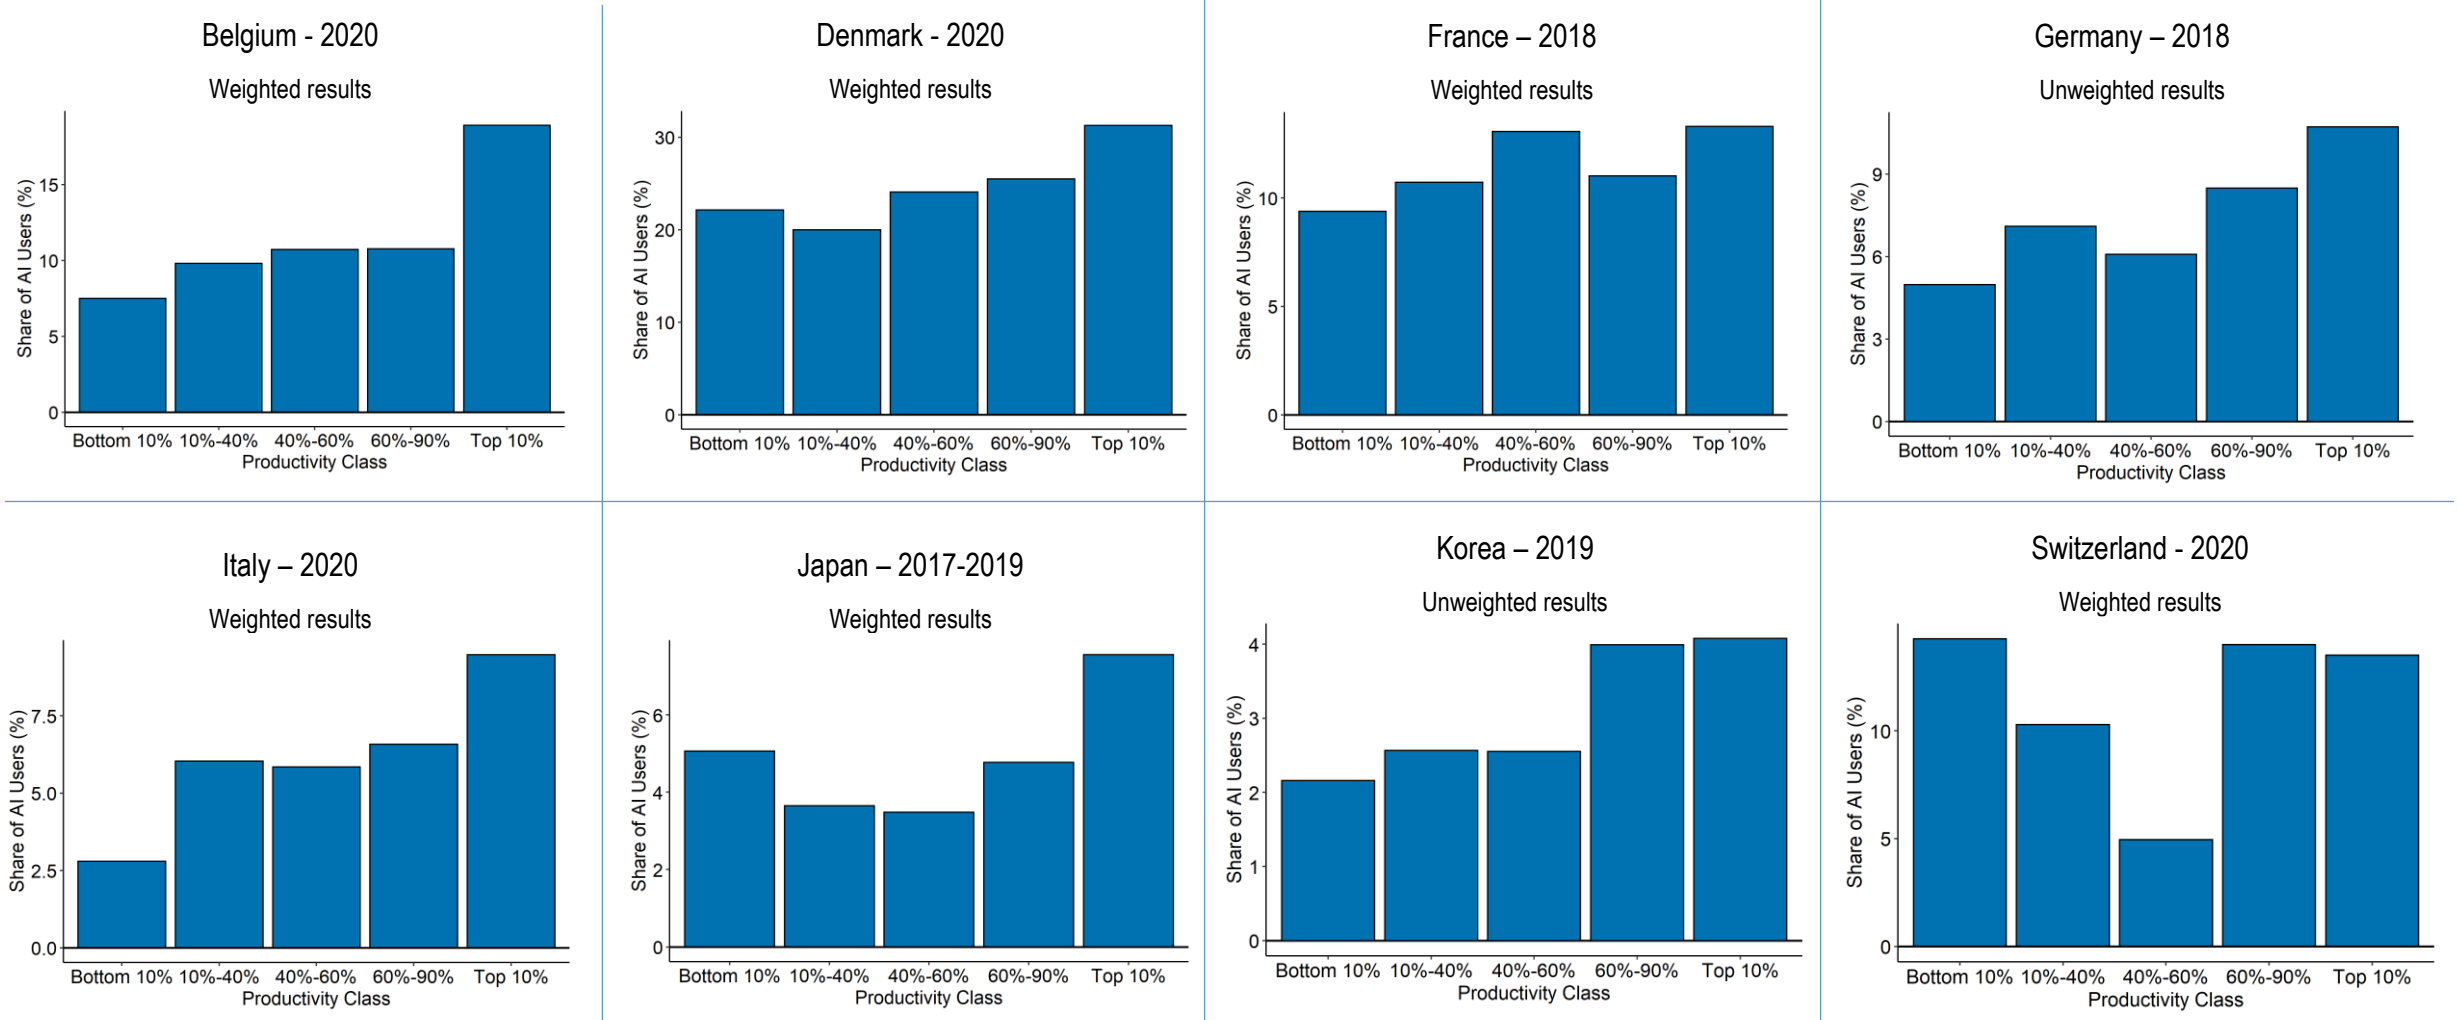 Belgium - 2020
Weighted results
Share of AI Users (%)
15
10
5
0
Bottom 10% 10%-40% 40%-60% 60%-90% Top 10%
Productivity Class
Denmark - 2020
Weighted results
Share of AI Users (%)
30
20
10
0
Bottom 10% 10%-40% 40%-60% 60%-90% Top 10%
Productivity Class
France – 2018
Weighted results
Share of AI Users (%)
10
5
0
Bottom 10% 10%-40% 40%-60% 60%-90% Top 10%
Productivity Class
Germany – 2018
Unweighted results
Share of AI Users (%)
9
6
3
0
Bottom 10% 10%-40% 40%-60% 60%-90% Top 10%
Productivity Class
Italy – 2020
Weighted results
Share of AI Users (%)
7.5
5.0
2.5
0.0
Bottom 10% 10%-40% 40%-60% 60%-90% Top 10%
Productivity Class
Japan – 2017-2019
Weighted results
Share of AI Users (%)
6
4
2
0
Bottom 10% 10%-40% 40%-60% 60%-90% Top 10%
Productivity Class
Korea – 2019
Unweighted results
Share of AI Users (%)
4
3
2
1
0
Bottom 10% 10%-40% 40%-60% 60%-90% Top 10%
Productivity Class
Switzerland - 2020
Weighted results
Share of AI Users (%)
10
5
0
Bottom 10% 10%-40% 40%-60% 60%-90% Top 10%
Productivity Class